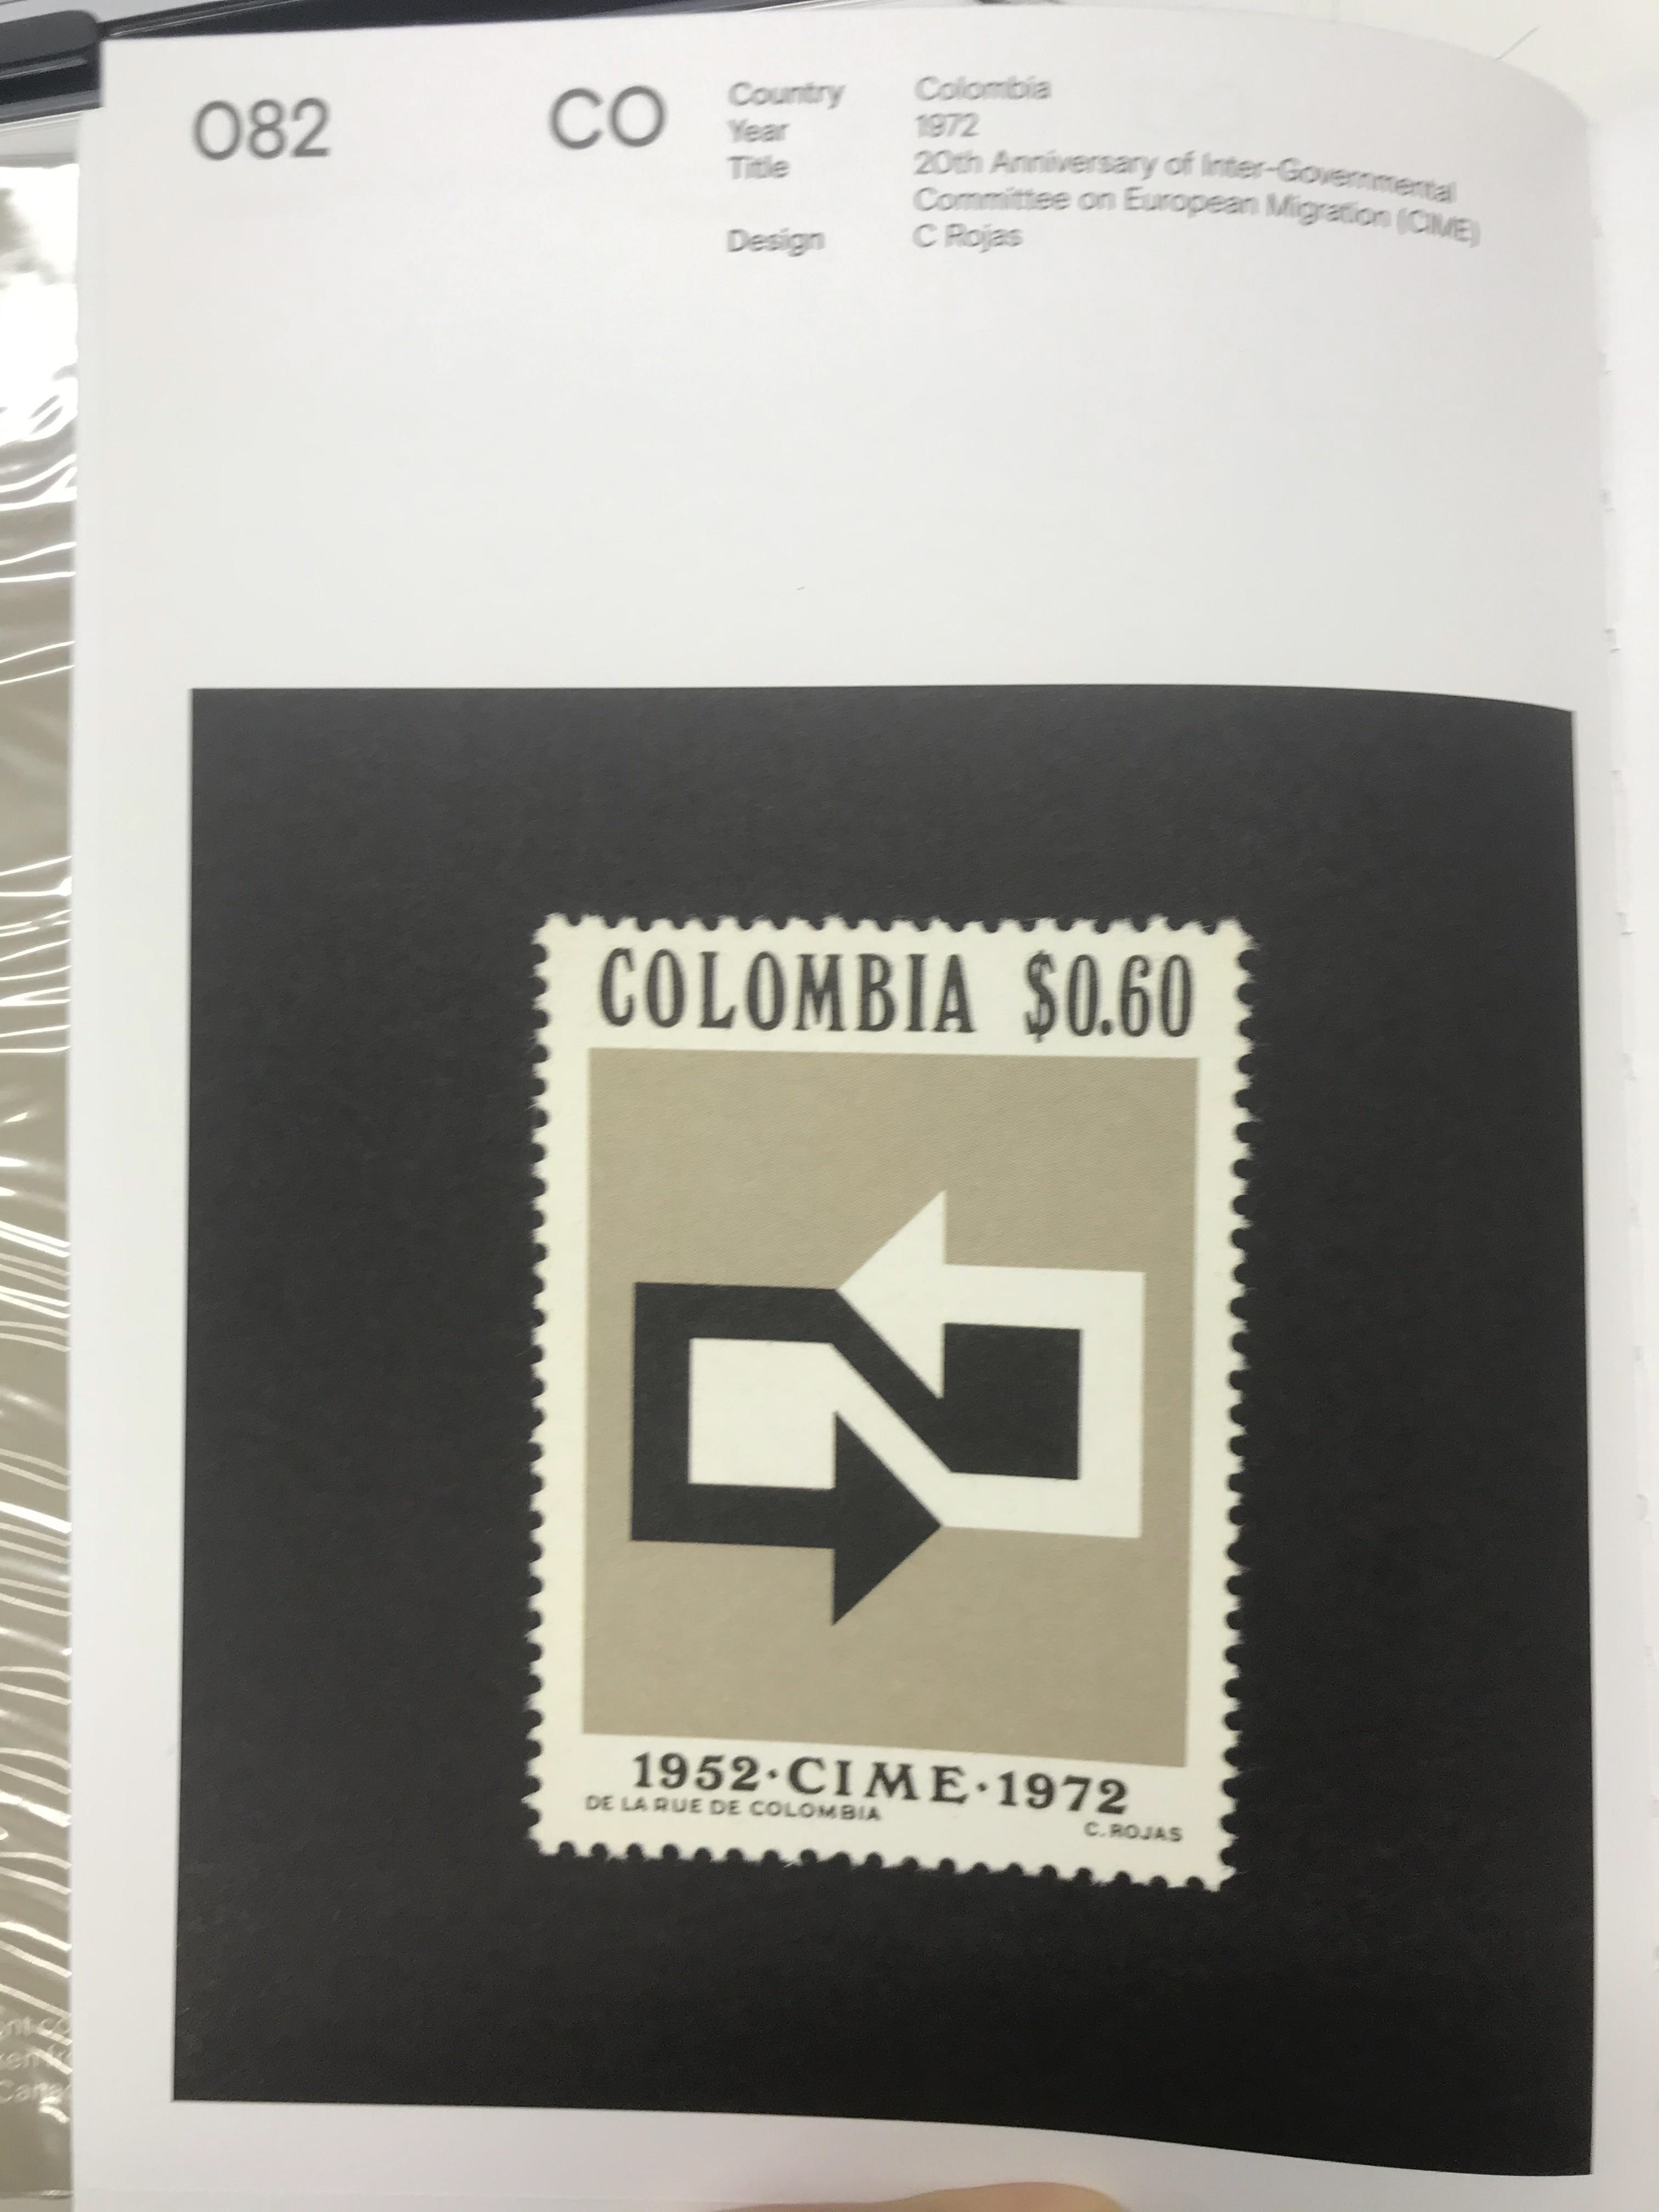 082
CO
Country Colombia
Year 1972
Title 20th Anniversary of Inter-Governmental
Committee on European Migration (CIME)
Design C Rojas
COLOMBIA $0.60
1952·CIME·1972
DE LA RUE DE COLOMBIA
C. ROJAS